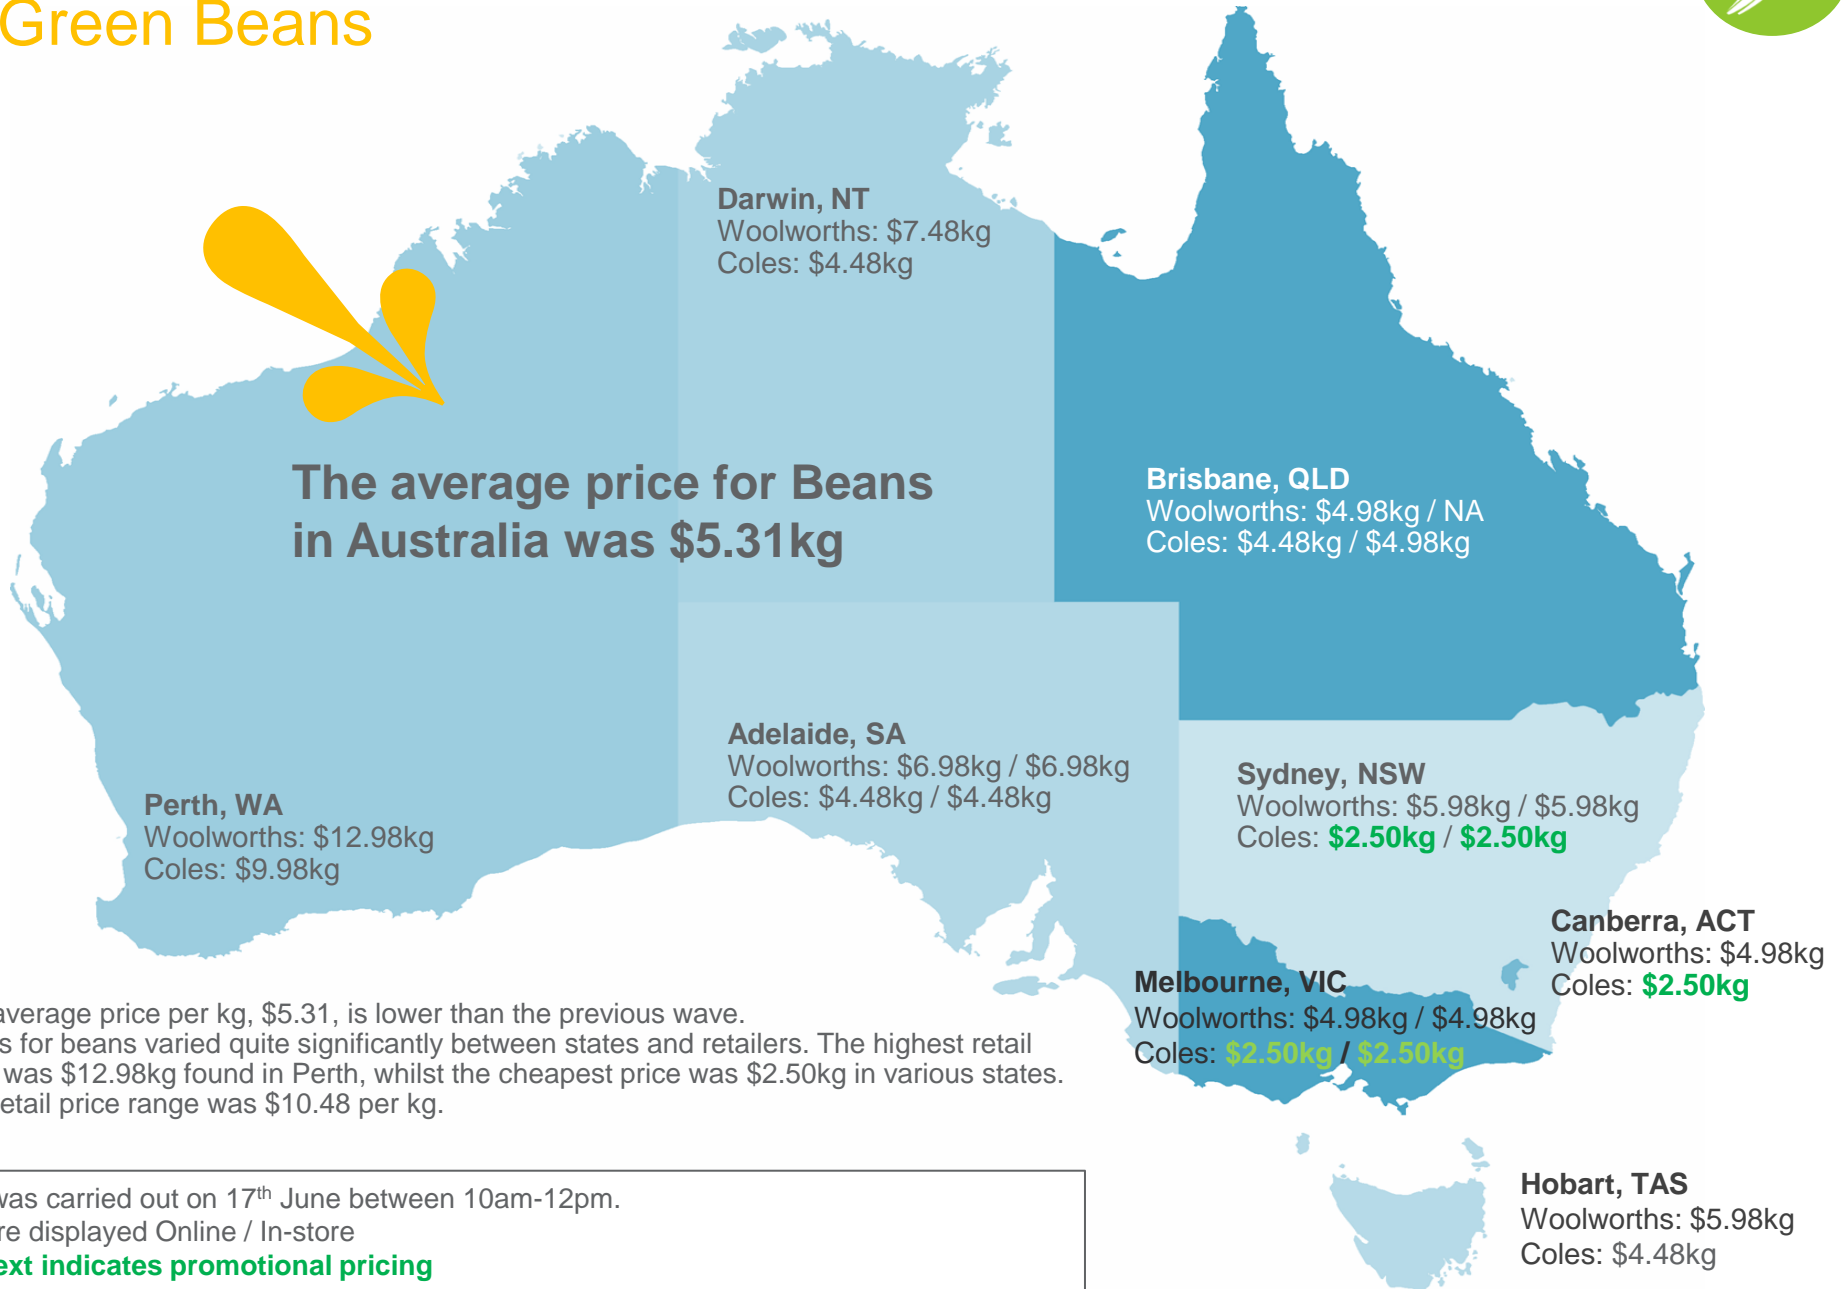 Green Beans
Darwin, NT
Woolworths: $7.48kg
Coles: $4.48kg
The average price for Beans
in Australia was $5.31kg
Brisbane, QLD
Woolworths: $4.98kg / NA
Coles: $4.48kg / $4.98kg
Adelaide, SA
Woolworths: $6.98kg / $6.98kg
Coles: $4.48kg / $4.48kg
Perth, WA
Woolworths: $12.98kg
Coles: $9.98kg
Sydney, NSW
Woolworths: $5.98kg / $5.98kg
Coles: $2.50kg / $2.50kg
Canberra, ACT
Woolworths: $4.98kg
Coles: $2.50kg
Melbourne, VIC
Woolworths: $4.98kg / $4.98kg
Coles: $2.50kg / $2.50kg
average price per kg, $5.31, is lower than the previous wave.
s for beans varied quite significantly between states and retailers. The highest retail
was $12.98kg found in Perth, whilst the cheapest price was $2.50kg in various states.
etail price range was $10.48 per kg.
was carried out on 17th June between 10am-12pm.
re displayed Online / In-store
ext indicates promotional pricing
Hobart, TAS
Woolworths: $5.98kg
Coles: $4.48kg